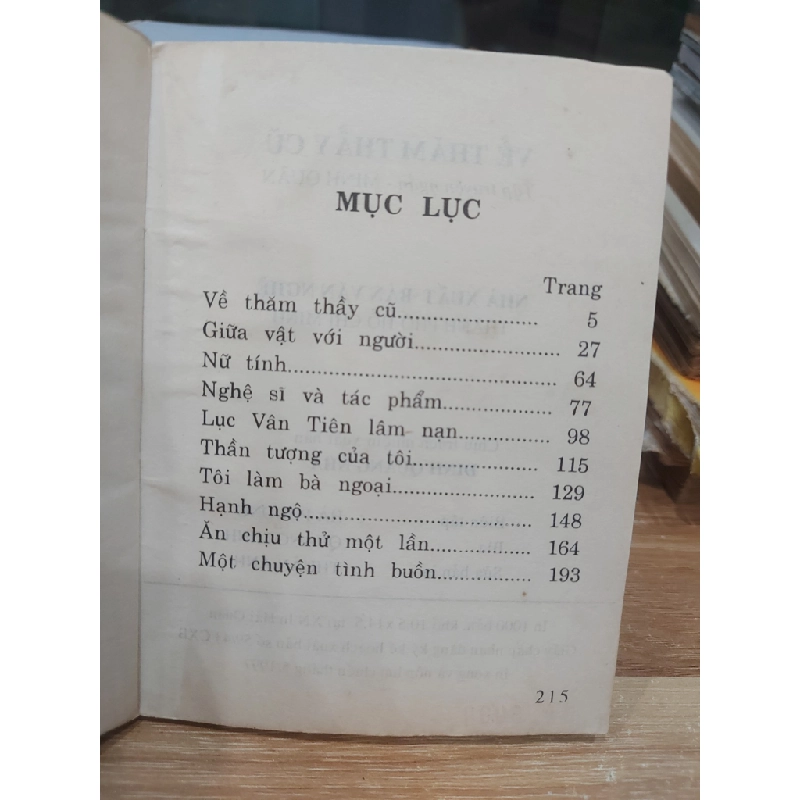 MỤC LỤC
Trang
Về thăm thầy cũ........................ 5
Giữa vật với người......................... 27
Nữ tính.............................................. 64
Nghệ sĩ và tác phẩm................... 77
Lục Vân Tiên lâm nạn.............. 98
Thần tượng của tôi..................... 115
Tôi làm bà ngoại........................ 129
Hạnh ngộ....................................... 148
Ăn chịu thử một lần................. 164
Một chuyện tình buồn................ 193
215